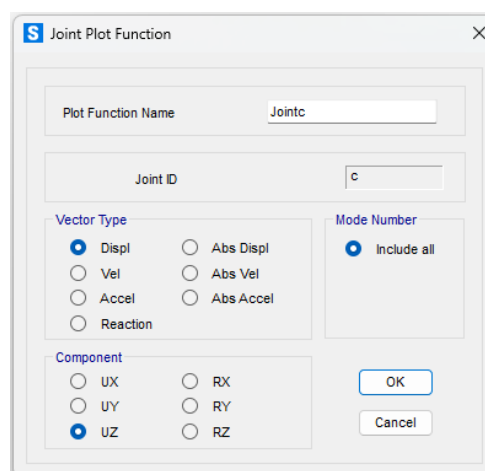 S Joint Plot Function
Plot Function Name Jointc
Joint ID c
Vector Type
Displ Abs Displ
Vel Abs Vel
Accel Abs Accel
Reaction
Mode Number
Include all
Component
UX RX
UY RY
UZ RZ
OK
Cancel